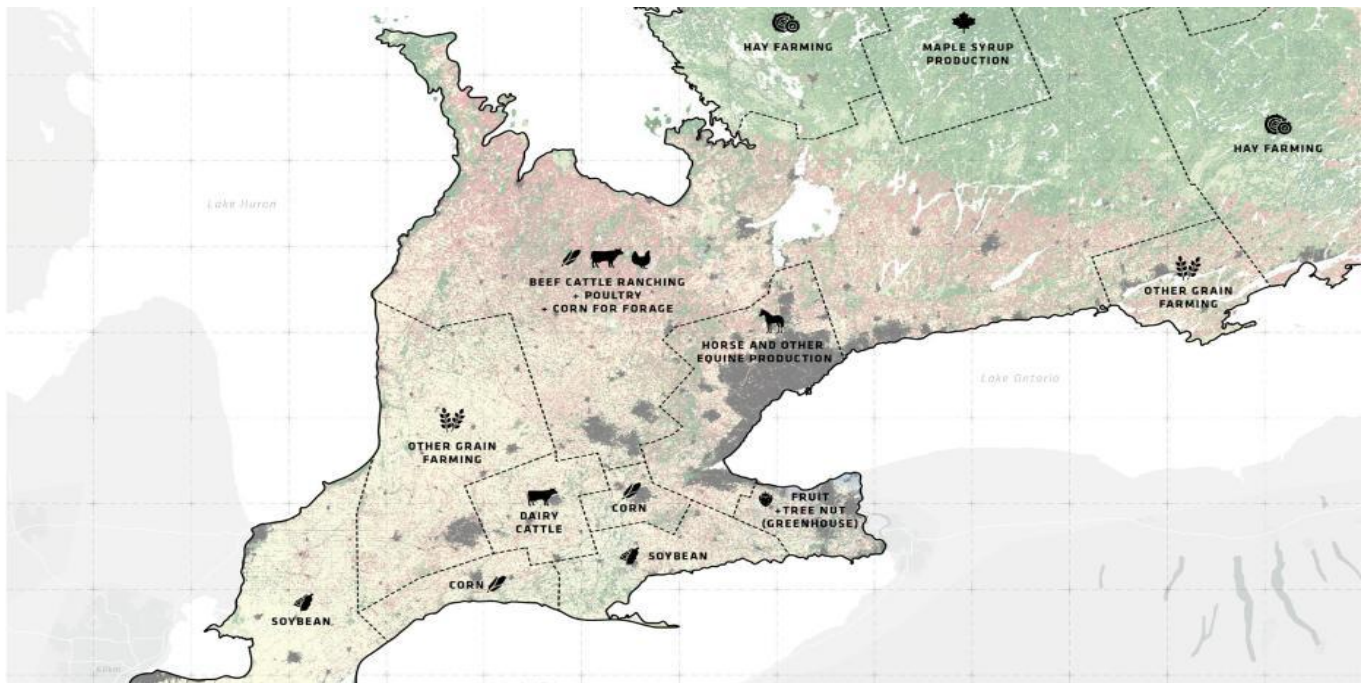 HAY FARMING
MAPLE SYRUP
PRODUCTION
HAY FARMING
Lake Huron
BEEF CATTLE RANCHING
+ POULTRY
+ CORN FOR FORAGE
OTHER GRAIN
FARMING
HORSE AND OTHER
EQUINE PRODUCTION
Lake Ontario
OTHER GRAIN
FARMING
DAIRY
CATTLE
CORN
FRUIT
+TREE NUT
(GREENHOUSE)
SOYBEAN
CORN
SOYBEAN
60km